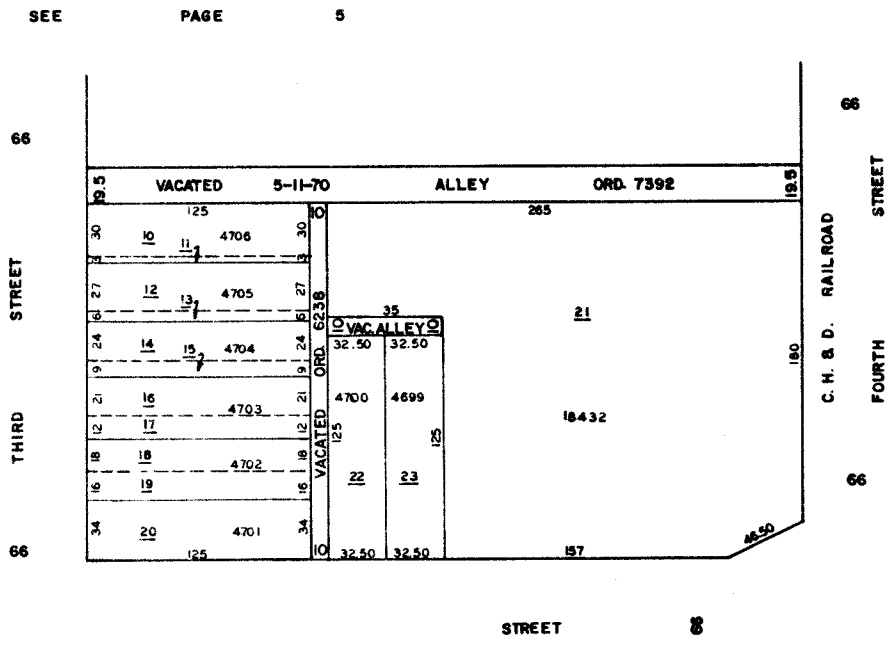 SEE PAGE 5
66
66
19.5 VACATED 5-11-70 ALLEY ORD. 7392 19.5
STREET
125 10 265
30 10 11 4706 30
3 3
C. H. & D. RAILROAD
STREET
27 12 13 4705 27
6 6
VACATED ORD. 6238
35
10 VAC. ALLEY 10
21
24 14 15 4704 24
32.50 32.50
9 9
180
FOURTH
21 16 4703 21
4700 4699
18432
12 17 12
125 125
THIRD
18 18 4702 18
22 23
16 19 16
66
34 20 4701 34
46.50
66 125 10 32.50 32.50 157
STREET 66